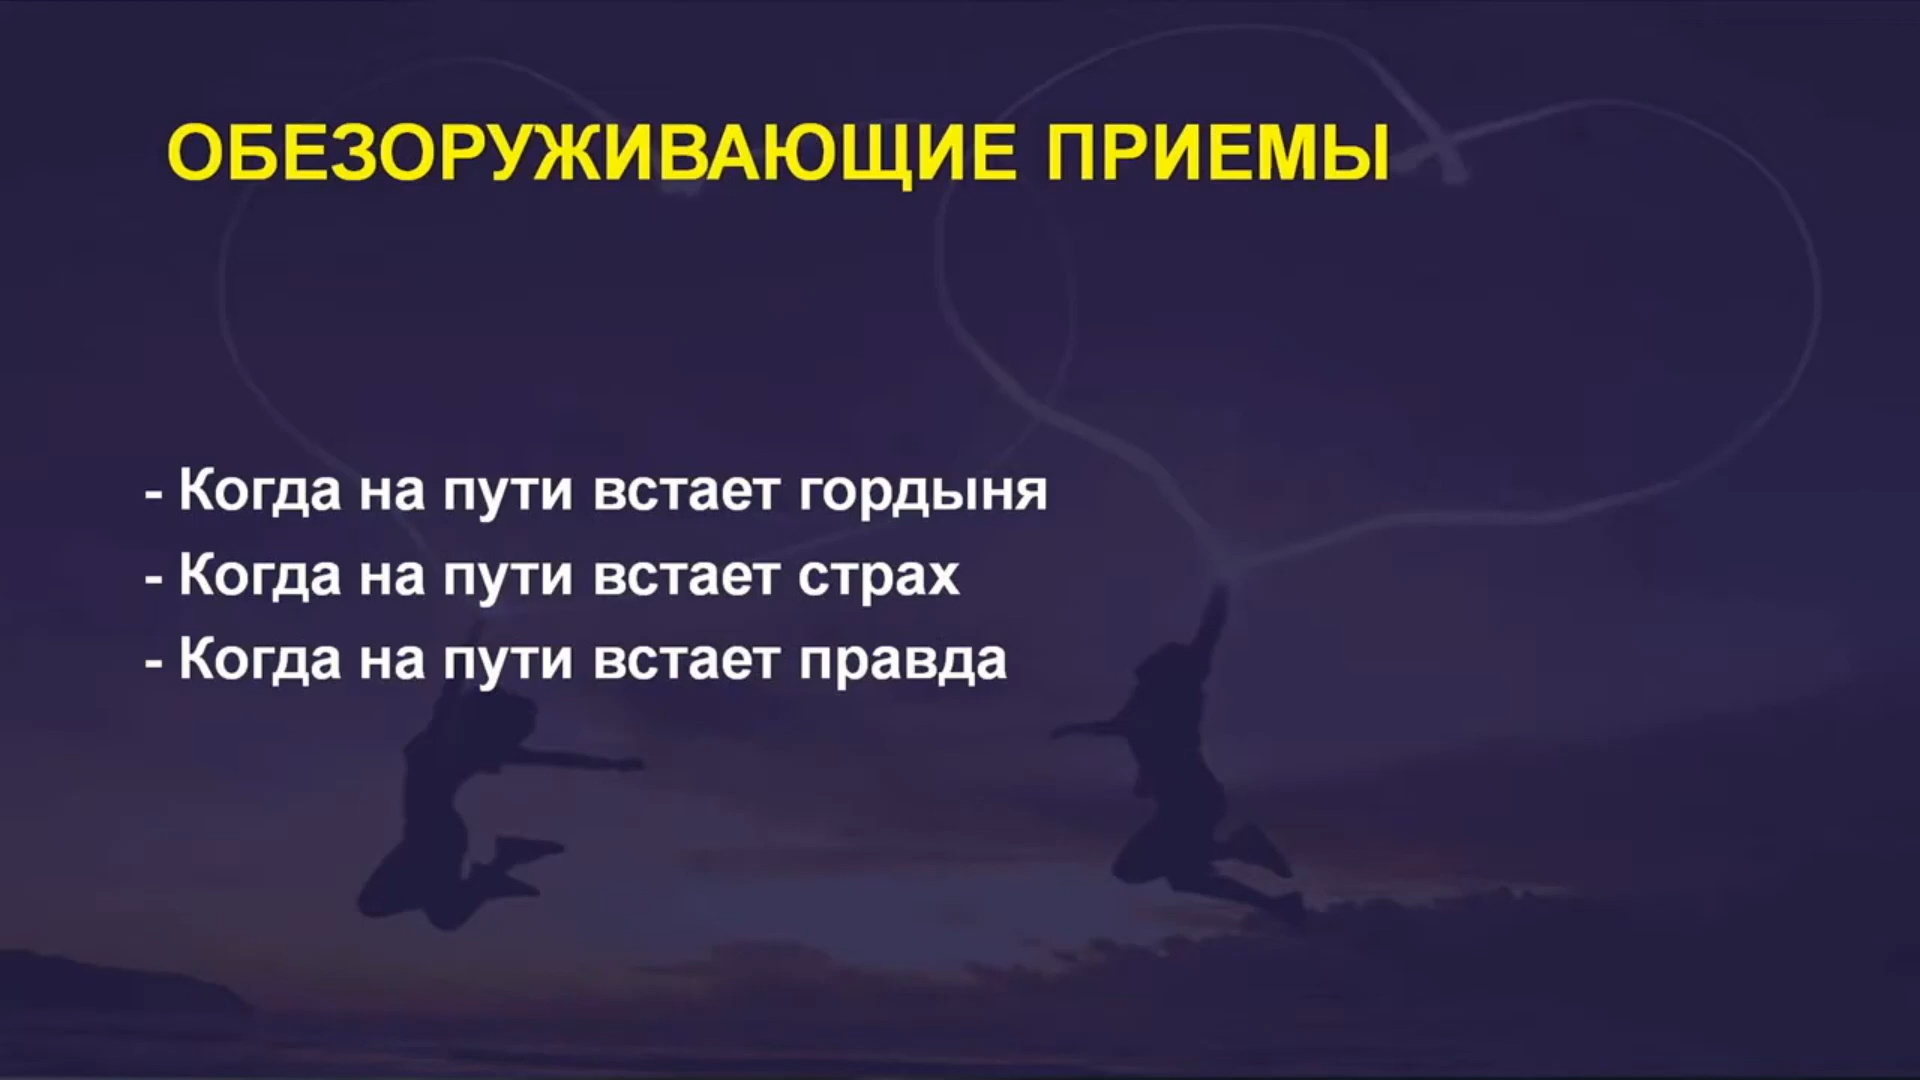 ОБЕЗОРУЖИВАЮЩИЕ ПРИЕМЫ
- Когда на пути встает гордыня
- Когда на пути встает страх
- Когда на пути встает правда